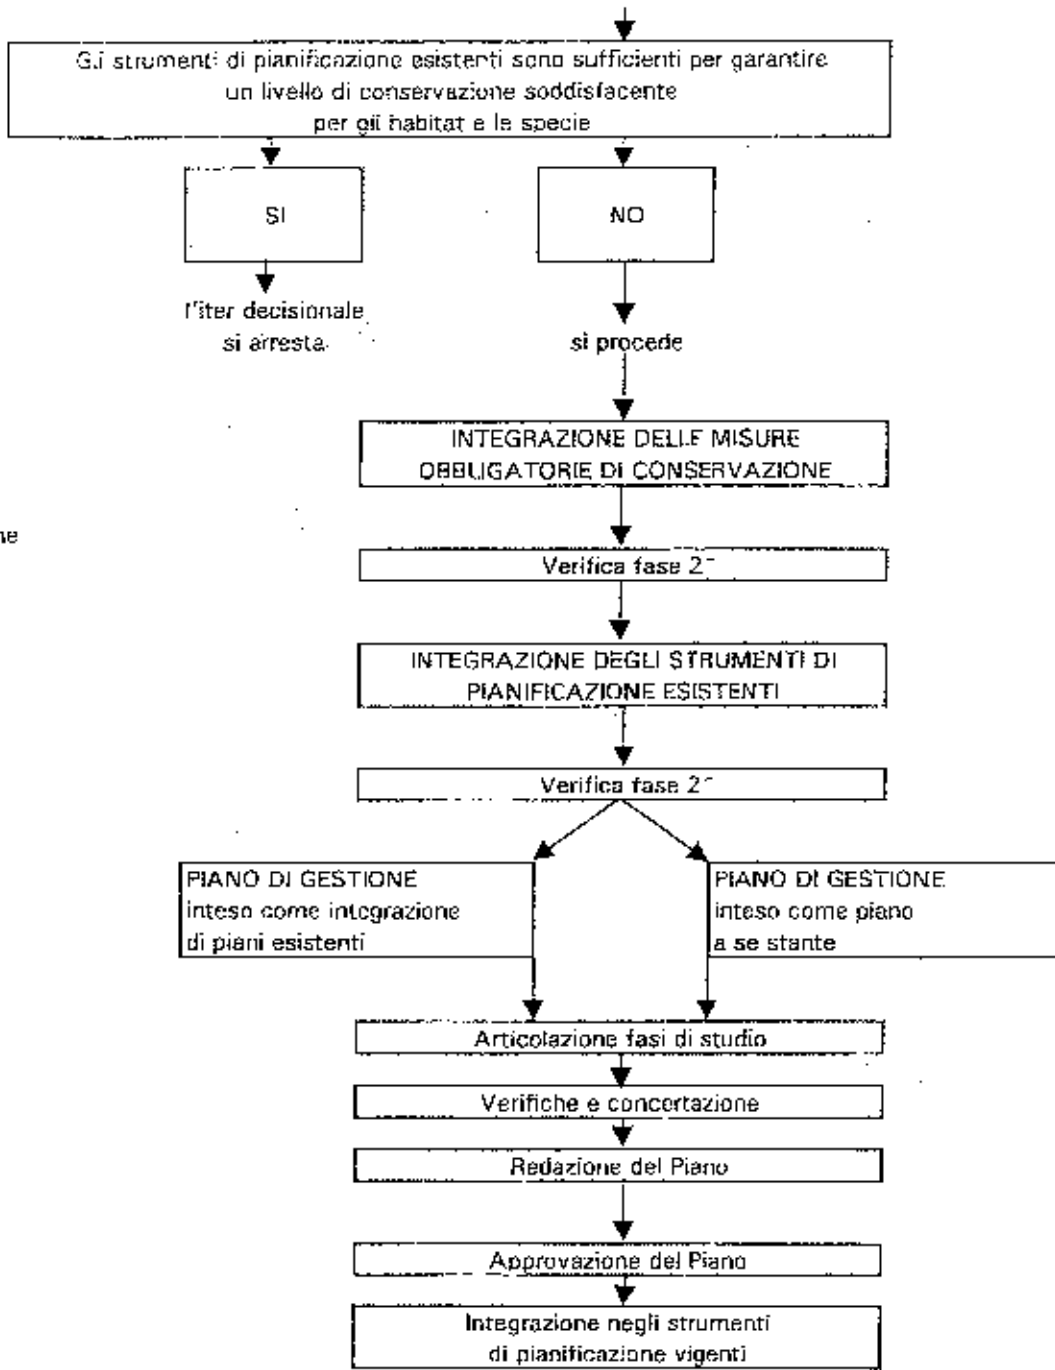 Gli strumenti di pianificazione esistenti sono sufficienti per garantire
un livello di conservazione soddisfacente
per gli habitat e le specie
SI
NO
l'iter decisionale
si arresta
si procede
INTEGRAZIONE DELLE MISURE
OBBLIGATORIE DI CONSERVAZIONE
ne
Verifica fase 2^
INTEGRAZIONE DEGLI STRUMENTI DI
PIANIFICAZIONE ESISTENTI
Verifica fase 2^
PIANO DI GESTIONE
inteso come integrazione
di piani esistenti
PIANO DI GESTIONE
inteso come piano
a se stante
Articolazione fasi di studio
Verifiche e concertazione
Redazione del Piano
Approvazione del Piano
Integrazione negli strumenti
di pianificazione vigenti